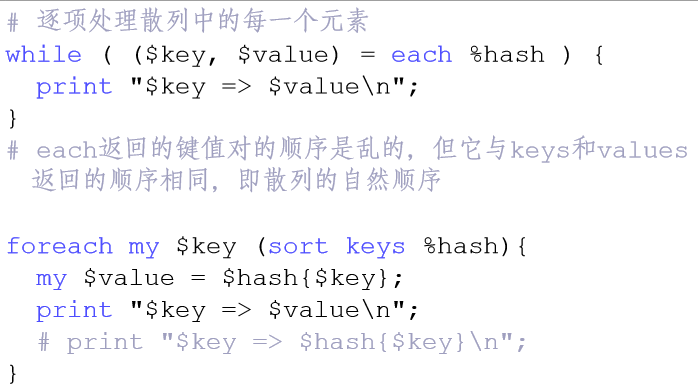 # 逐项处理散列中的每一个元素
while ( ($key, $value) = each %hash ) {
  print "$key => $value\n";
}
# each返回的键值对的顺序是乱的, 但它与keys和values
  返回的顺序相同, 即散列的自然顺序
foreach my $key (sort keys %hash){
  my $value = $hash{$key};
  print "$key => $value\n";
  # print "$key => $hash{$key}\n";
}